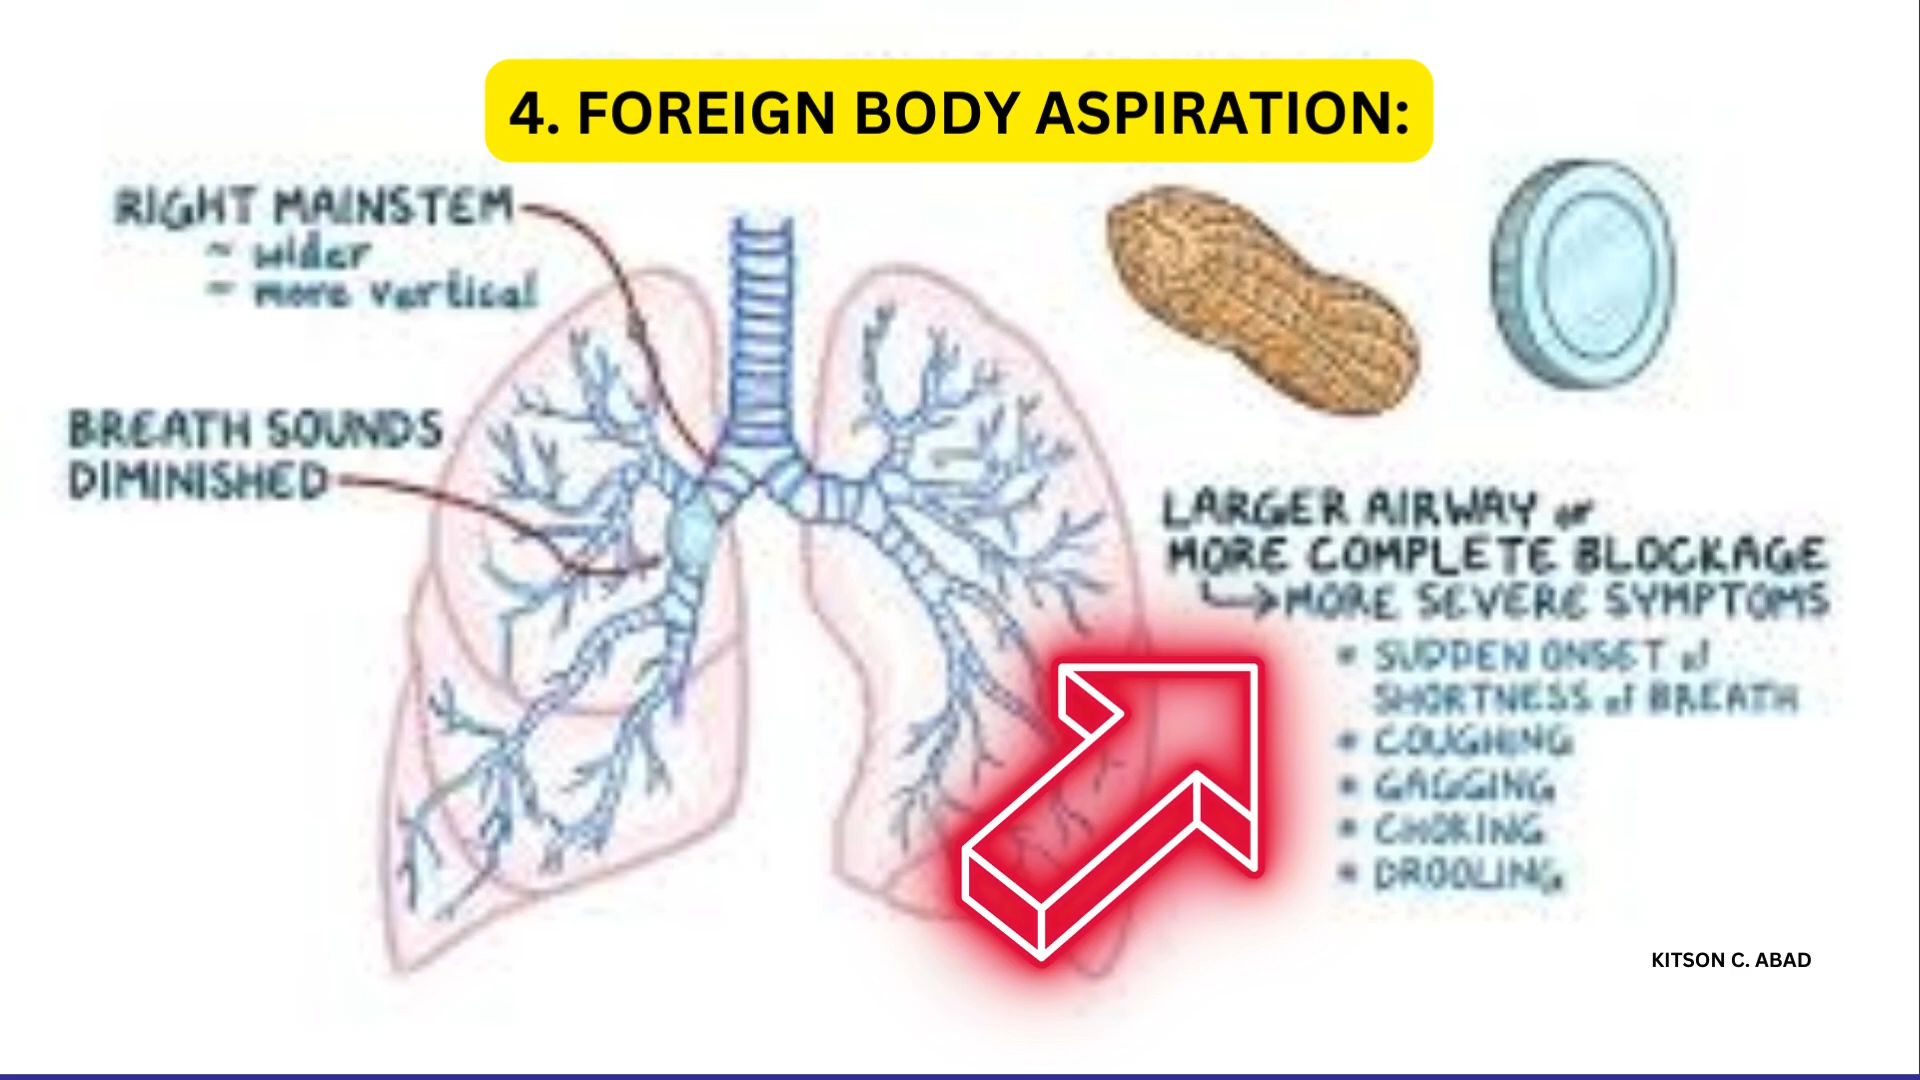 4. FOREIGN BODY ASPIRATION:
RIGHT MAINSTEM
~ wider
~ more vertical
BREATH SOUNDS
DIMINISHED
LARGER AIRWAY or
MORE COMPLETE BLOCKAGE
↳ MORE SEVERE SYMPTOMS
* SUDDEN ONSET of
SHORTNESS of BREATH
* COUGHING
* GAGGING
* CHOKING
* DROOLING
KITSON C. ABAD